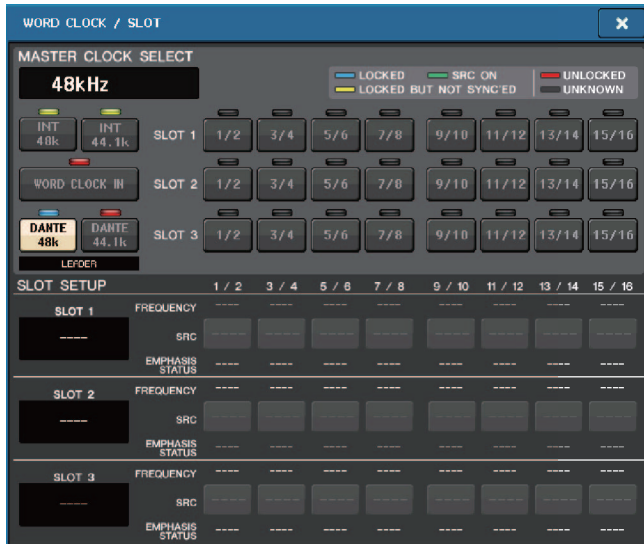 WORD CLOCK / SLOT
MASTER CLOCK SELECT
48kHz
LOCKED SRC ON UNLOCKED
LOCKED BUT NOT SYNC'ED UNKNOWN
INT 48k INT 44.1k SLOT 1 1/2 3/4 5/6 7/8 9/10 11/12 13/14 15/16
WORD CLOCK IN SLOT 2 1/2 3/4 5/6 7/8 9/10 11/12 13/14 15/16
DANTE 48k DANTE 44.1k SLOT 3 1/2 3/4 5/6 7/8 9/10 11/12 13/14 15/16
LEADER
SLOT SETUP 1 / 2 3 / 4 5 / 6 7 / 8 9 / 10 11 / 12 13 / 14 15 / 16
SLOT 1 FREQUENCY ---- ---- ---- ---- ---- ---- ---- ----
---- SRC ---- ---- ---- ---- ---- ---- ---- ----
EMPHASIS STATUS ---- ---- ---- ---- ---- ---- ---- ----
SLOT 2 FREQUENCY ---- ---- ---- ---- ---- ---- ---- ----
---- SRC ---- ---- ---- ---- ---- ---- ---- ----
EMPHASIS STATUS ---- ---- ---- ---- ---- ---- ---- ----
SLOT 3 FREQUENCY ---- ---- ---- ---- ---- ---- ---- ----
---- SRC ---- ---- ---- ---- ---- ---- ---- ----
EMPHASIS STATUS ---- ---- ---- ---- ---- ---- ---- ----